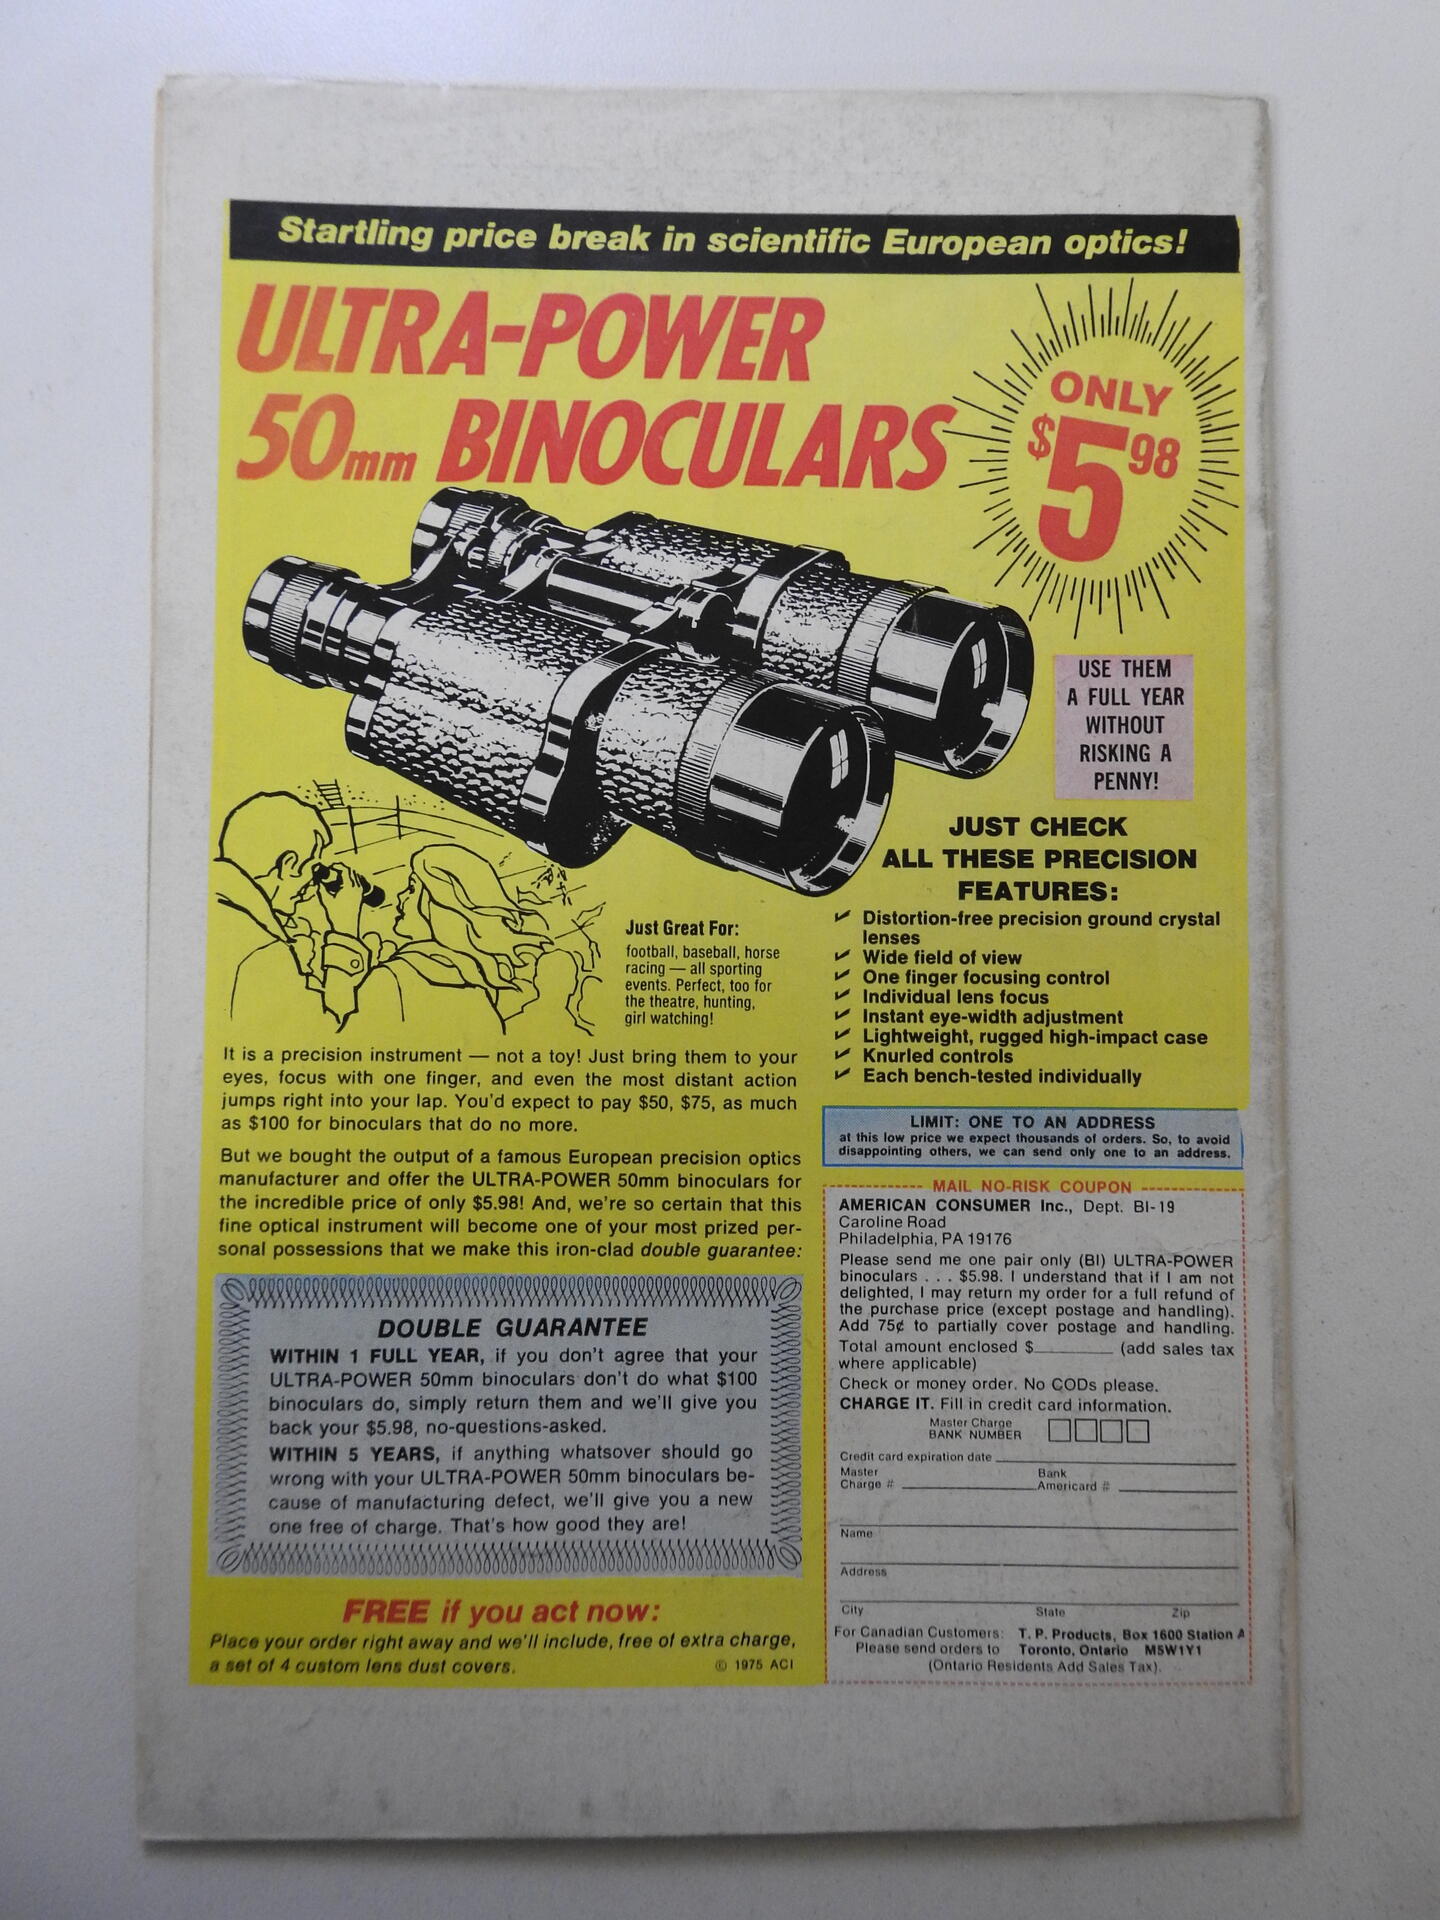 Startling price break in scientific European optics!
ULTRA-POWER
50mm BINOCULARS
ONLY
$5 98
USE THEM
A FULL YEAR
WITHOUT
RISKING A
PENNY!
JUST CHECK
ALL THESE PRECISION
FEATURES:
✔ Distortion-free precision ground crystal
lenses
✔ Wide field of view
✔ One finger focusing control
✔ Individual lens focus
✔ Instant eye-width adjustment
✔ Lightweight, rugged high-impact case
✔ Knurled controls
✔ Each bench-tested individually
Just Great For:
football, baseball, horse
racing — all sporting
events. Perfect, too for
the theatre, hunting,
girl watching!
It is a precision instrument — not a toy! Just bring them to your
eyes, focus with one finger, and even the most distant action
jumps right into your lap. You'd expect to pay $50, $75, as much
as $100 for binoculars that do no more.
But we bought the output of a famous European precision optics
manufacturer and offer the ULTRA-POWER 50mm binoculars for
the incredible price of only $5.98! And, we're so certain that this
fine optical instrument will become one of your most prized per-
sonal possessions that we make this iron-clad double guarantee:
DOUBLE GUARANTEE
WITHIN 1 FULL YEAR, if you don't agree that your
ULTRA-POWER 50mm binoculars don't do what $100
binoculars do, simply return them and we'll give you
back your $5.98, no-questions-asked.
WITHIN 5 YEARS, if anything whatsover should go
wrong with your ULTRA-POWER 50mm binoculars be-
cause of manufacturing defect, we'll give you a new
one free of charge. That's how good they are!
FREE if you act now:
Place your order right away and we'll include, free of extra charge,
a set of 4 custom lens dust covers.
© 1975 ACI
LIMIT: ONE TO AN ADDRESS
at this low price we expect thousands of orders. So, to avoid
disappointing others, we can send only one to an address.
MAIL NO-RISK COUPON
AMERICAN CONSUMER Inc., Dept. BI-19
Caroline Road
Philadelphia, PA 19176
Please send me one pair only (BI) ULTRA-POWER
binoculars . . . $5.98. I understand that if I am not
delighted, I may return my order for a full refund of
the purchase price (except postage and handling).
Add 75¢ to partially cover postage and handling.
Total amount enclosed $________ (add sales tax
where applicable)
Check or money order. No CODs please.
CHARGE IT. Fill in credit card information.
Master Charge
BANK NUMBER
Credit card expiration date
Master Bank
Charge # Americard #
Name
Address
City State Zip
For Canadian Customers: T. P. Products, Box 1600 Station A
Please send orders to Toronto, Ontario M5W1Y1
(Ontario Residents Add Sales Tax).